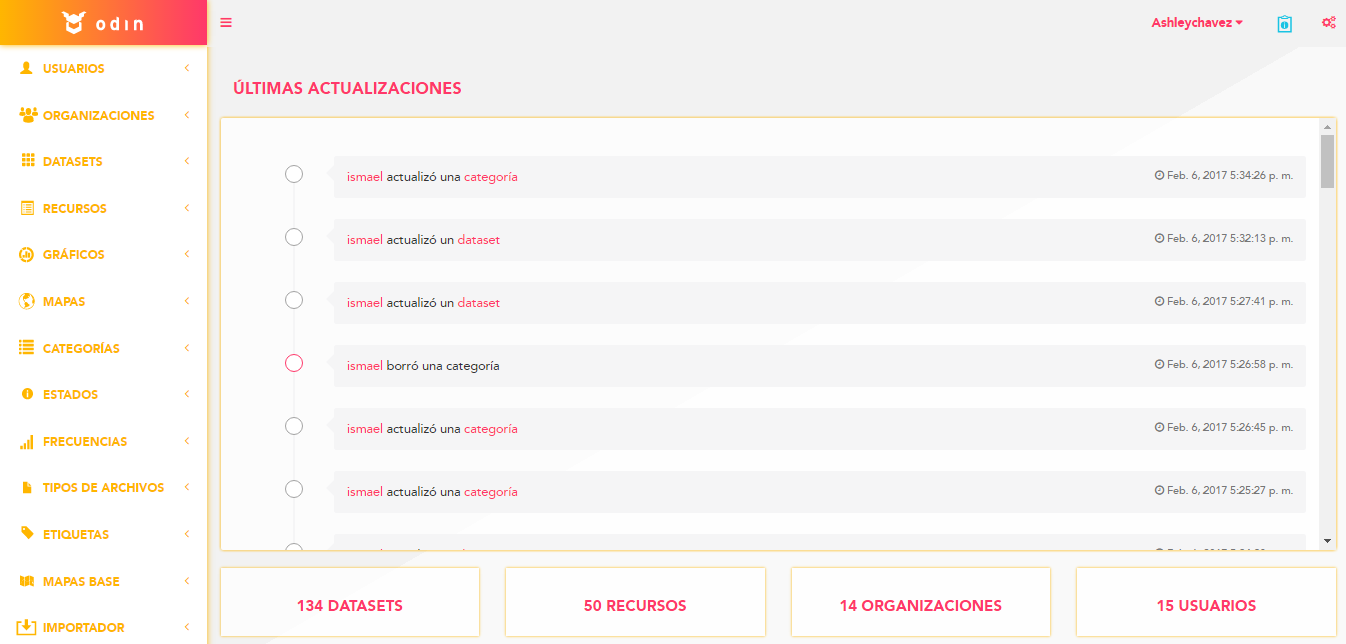 odin
Ashleychavez
USUARIOS
ORGANIZACIONES
DATASETS
RECURSOS
GRÁFICOS
MAPAS
CATEGORÍAS
ESTADOS
FRECUENCIAS
TIPOS DE ARCHIVOS
ETIQUETAS
MAPAS BASE
IMPORTADOR
ÚLTIMAS ACTUALIZACIONES
ismael actualizó una categoría Feb. 6, 2017 5:34:26 p. m.
ismael actualizó un dataset Feb. 6, 2017 5:32:13 p. m.
ismael actualizó un dataset Feb. 6, 2017 5:27:41 p. m.
ismael borró una categoría Feb. 6, 2017 5:26:58 p. m.
ismael actualizó una categoría Feb. 6, 2017 5:26:45 p. m.
ismael actualizó una categoría Feb. 6, 2017 5:25:27 p. m.
134 DATASETS
50 RECURSOS
14 ORGANIZACIONES
15 USUARIOS